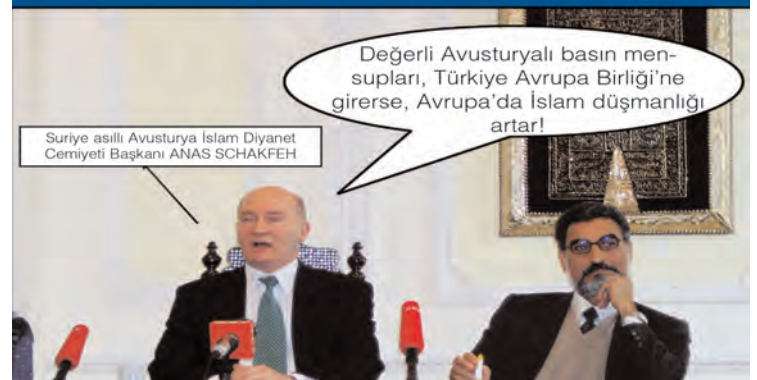 Değerli Avusturyalı basın men-
supları, Türkiye Avrupa Birliği'ne
girerse, Avrupa'da İslam düşmanlığı
artar!
Suriye asıllı Avusturya İslam Diyanet
Cemiyeti Başkanı ANAS SCHAKFEH